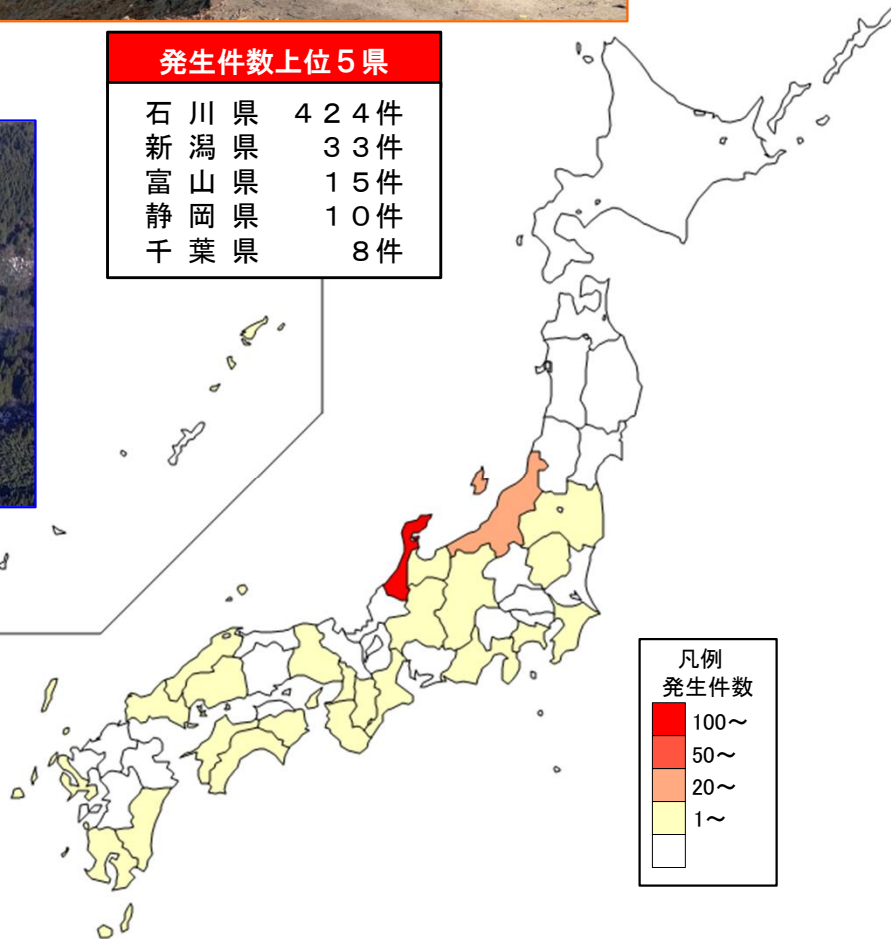 発生件数上位５県
石川県 ４２４件
新潟県 ３３件
富山県 １５件
静岡県 １０件
千葉県 ８件
凡例
発生件数
100～
50～
20～
1～